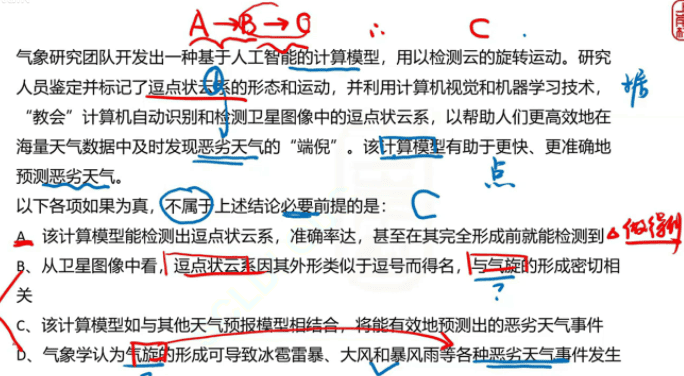 A→B→C ∴ C
气象研究团队开发出一种基于人工智能的计算模型，用以检测云的旋转运动。研究
人员鉴定并标记了逗点状云系的形态和运动，并利用计算机视觉和机器学习技术，
“教会”计算机自动识别和检测卫星图像中的逗点状云系，以帮助人们更高效地在
海量天气数据中及时发现恶劣天气的“端倪”。该计算模型有助于更快、更准确地
预测恶劣天气。
据
点
以下各项如果为真，不属于上述结论必要前提的是：
C
A、该计算模型能检测出逗点状云系，准确率达，甚至在其完全形成前就能检测到
做得到
B、从卫星图像中看，逗点状云系因其外形类似于逗号而得名，与气旋的形成密切相
关
?
C、该计算模型如与其他天气预报模型相结合，将能有效地预测出的恶劣天气事件
D、气象学认为气旋的形成可导致冰雹雷暴、大风和暴风雨等各种恶劣天气事件发生